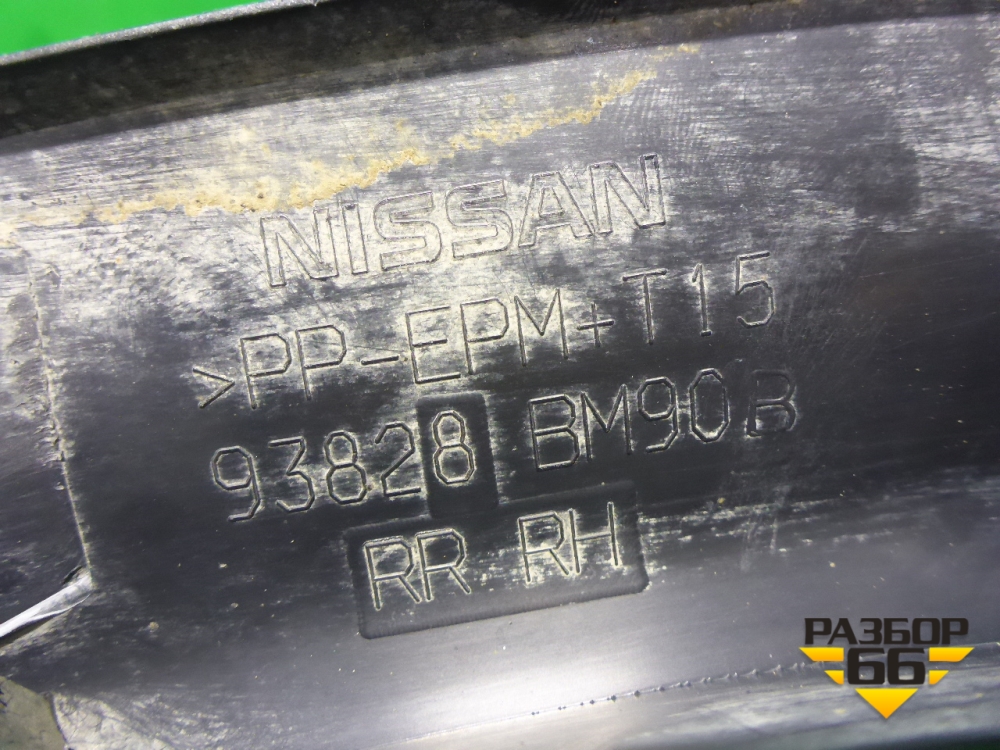 NISSAN
>PP-EPM+T15
93828 BM90B
RR RH
РАЗБОР
66